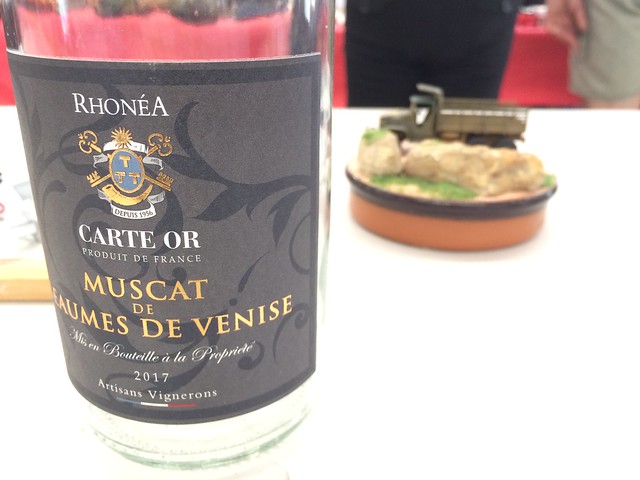 RHONÉA
DEPUIS 1956
CARTE OR
PRODUIT DE FRANCE
MUSCAT
DE
EAUMES DE VENISE
Mis en Bouteille à la Propriété
2017
Artisans Vignerons